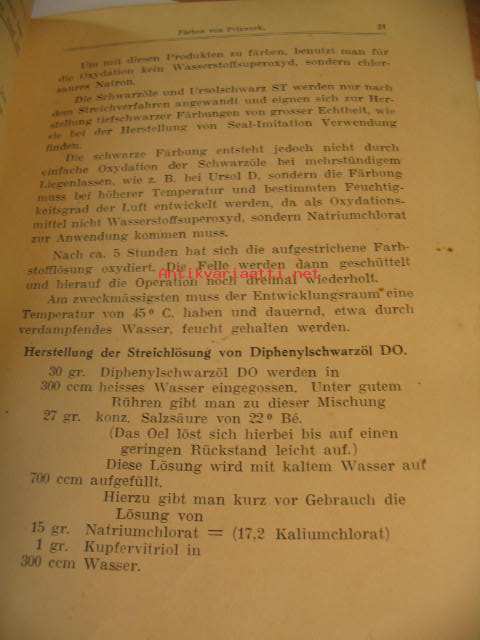 Färben von Pelzwerk. 21
Um mit diesen Produkten zu färben, benutzt man für
die Oxydation kein Wasserstoffsuperoxyd, sondern chlor-
saures Natron.
Die Schwarzöle und Ursolschwarz ST werden nur nach
dem Streichverfahren angewandt und eignen sich zur Her-
stellung tiefschwarzer Färbungen von grosser Echtheit, wie
sie bei der Herstellung von Seal-Imitation Verwendung
finden.
Die schwarze Färbung entsteht jedoch nicht durch
einfache Oxydation der Schwarzöle bei mehrstündigem
Liegenlassen, wie z. B. bei Ursol D, sondern die Färbung
muss bei höherer Temperatur und bestimmten Feuchtig-
keitsgrad der Luft entwickelt werden, da als Oxydations-
mittel nicht Wasserstoffsuperoxyd, sondern Natriumchlorat
zur Anwendung kommen muss.
Nach ca. 5 Stunden hat sich die aufgestrichene Farb-
stofflösung oxydiert. Die Felle werden dann geschüttelt
und hierauf die Operation noch dreimal wiederholt.
Antikvariaatti.net
Am zweckmässigsten muss der Entwicklungsraum eine
Temperatur von 45° C. haben und dauernd, etwa durch
verdampfendes Wasser, feucht gehalten werden.
Herstellung der Streichlösung von Diphenylschwarzöl DO.
30 gr. Diphenylschwarzöl DO werden in
300 ccm heisses Wasser eingegossen. Unter gutem
Rühren gibt man zu dieser Mischung
27 gr. konz. Salzsäure von 22° Bé.
(Das Oel löst sich hierbei bis auf einen
geringen Rückstand leicht auf.)
Diese Lösung wird mit kaltem Wasser auf
700 ccm aufgefüllt.
Hierzu gibt man kurz vor Gebrauch die
Lösung von
15 gr. Natriumchlorat = (17,2 Kaliumchlorat)
1 gr. Kupfervitriol in
300 ccm Wasser.